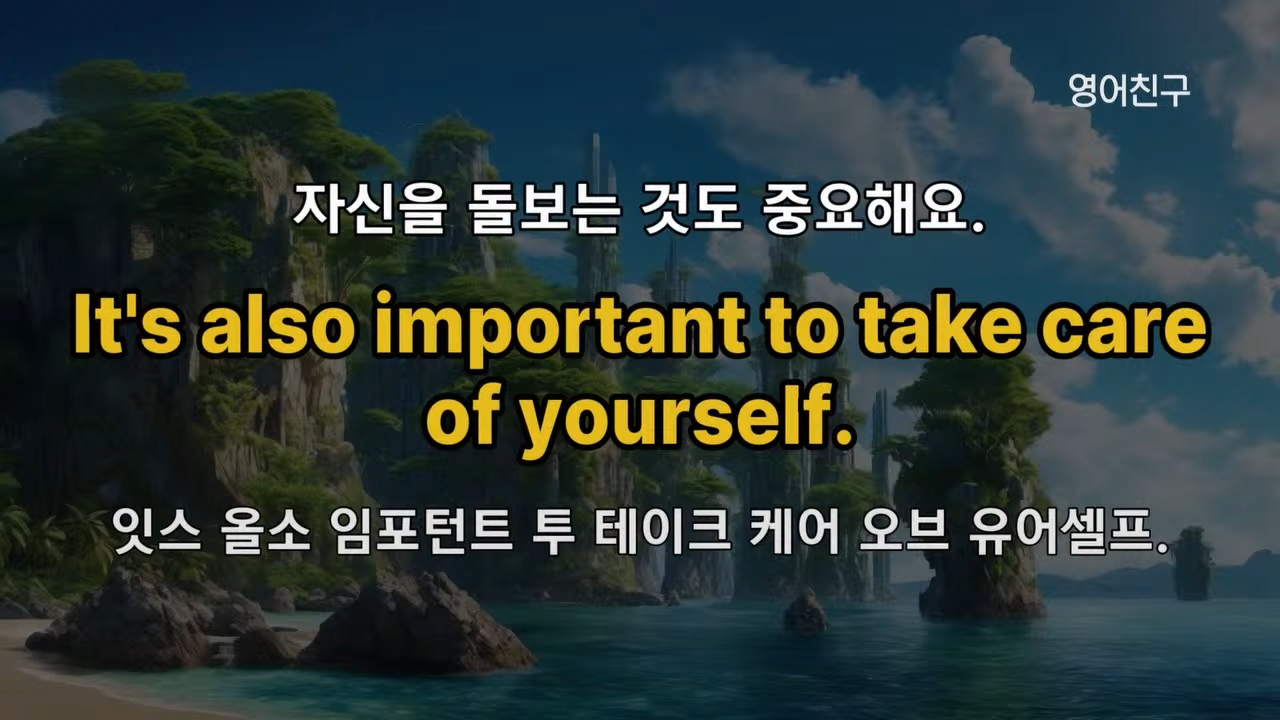 영어친구
자신을 돌보는 것도 중요해요.
It's also important to take care
of yourself.
잇스 올소 임포턴트 투 테이크 케어 오브 유어셀프.